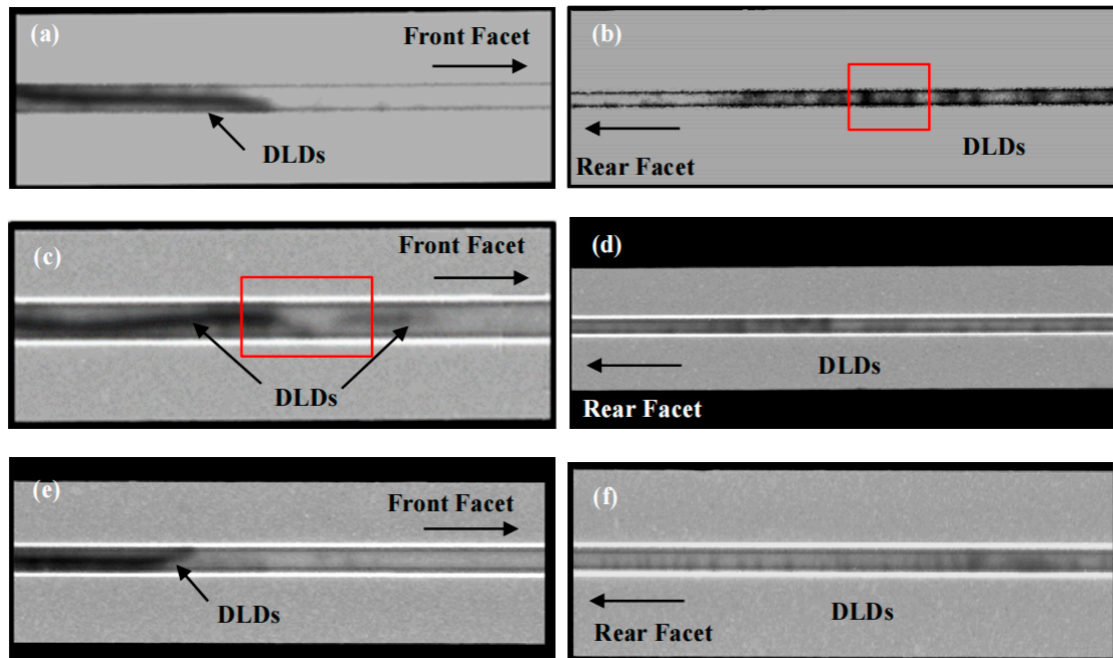 (a)
Front Facet
DLDs
(b)
Rear Facet
DLDs
(c)
Front Facet
DLDs
(d)
DLDs
Rear Facet
(e)
Front Facet
DLDs
(f)
DLDs
Rear Facet